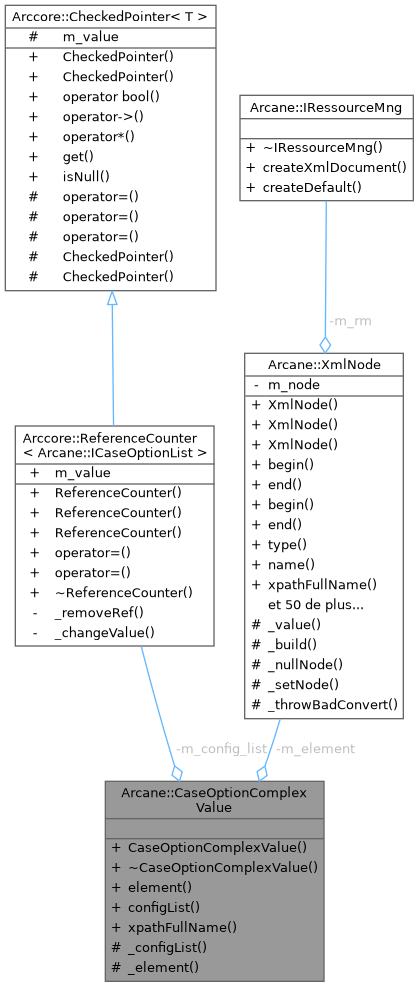 Arccore::CheckedPointer< T >
# m_value
+ CheckedPointer()
+ CheckedPointer()
+ operator bool()
+ operator->()
+ operator*()
+ get()
+ isNull()
# operator=()
# operator=()
# operator=()
# CheckedPointer()
# CheckedPointer()
Arcane::IRessourceMng
+ ~IRessourceMng()
+ createXmlDocument()
+ createDefault()
-m_rm
Arcane::XmlNode
- m_node
+ XmlNode()
+ XmlNode()
+ XmlNode()
+ begin()
+ end()
+ begin()
+ end()
+ type()
+ name()
+ xpathFullName()
et 50 de plus...
# _value()
# _build()
# _nullNode()
# _setNode()
# _throwBadConvert()
Arccore::ReferenceCounter
< Arcane::ICaseOptionList >
+ m_value
+ ReferenceCounter()
+ ReferenceCounter()
+ ReferenceCounter()
+ operator=()
+ operator=()
+ ~ReferenceCounter()
- _removeRef()
- _changeValue()
-m_config_list
-m_element
Arcane::CaseOptionComplex
Value
+ CaseOptionComplexValue()
+ ~CaseOptionComplexValue()
+ element()
+ configList()
+ xpathFullName()
# _configList()
# _element()